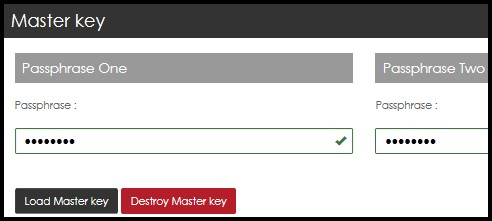 Master key
Passphrase One
Passphrase Two
Passphrase :
Passphrase :
••••••••
••••••••
Load Master key
Destroy Master key